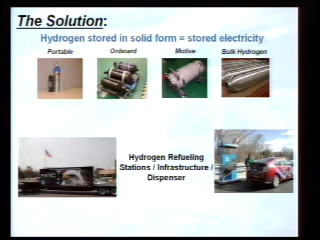 The Solution:
Hydrogen stored in solid form = stored electricity
Portable Onboard Motive Bulk Hydrogen
Hydrogen Refueling
Stations / Infrastructure /
Dispenser